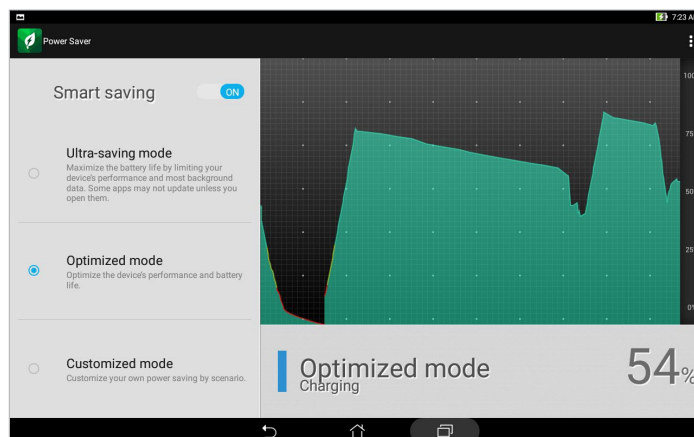 7:23 A
Power Saver
Smart saving
ON
Ultra-saving mode
Maximize the battery life by limiting your
device's performance and most background
data. Some apps may not update unless you
open them.
Optimized mode
Optimize the device's performance and battery
life.
Customized mode
Customize your own power saving by scenario.
100
75
50
25
0%
Optimized mode
Charging
54%